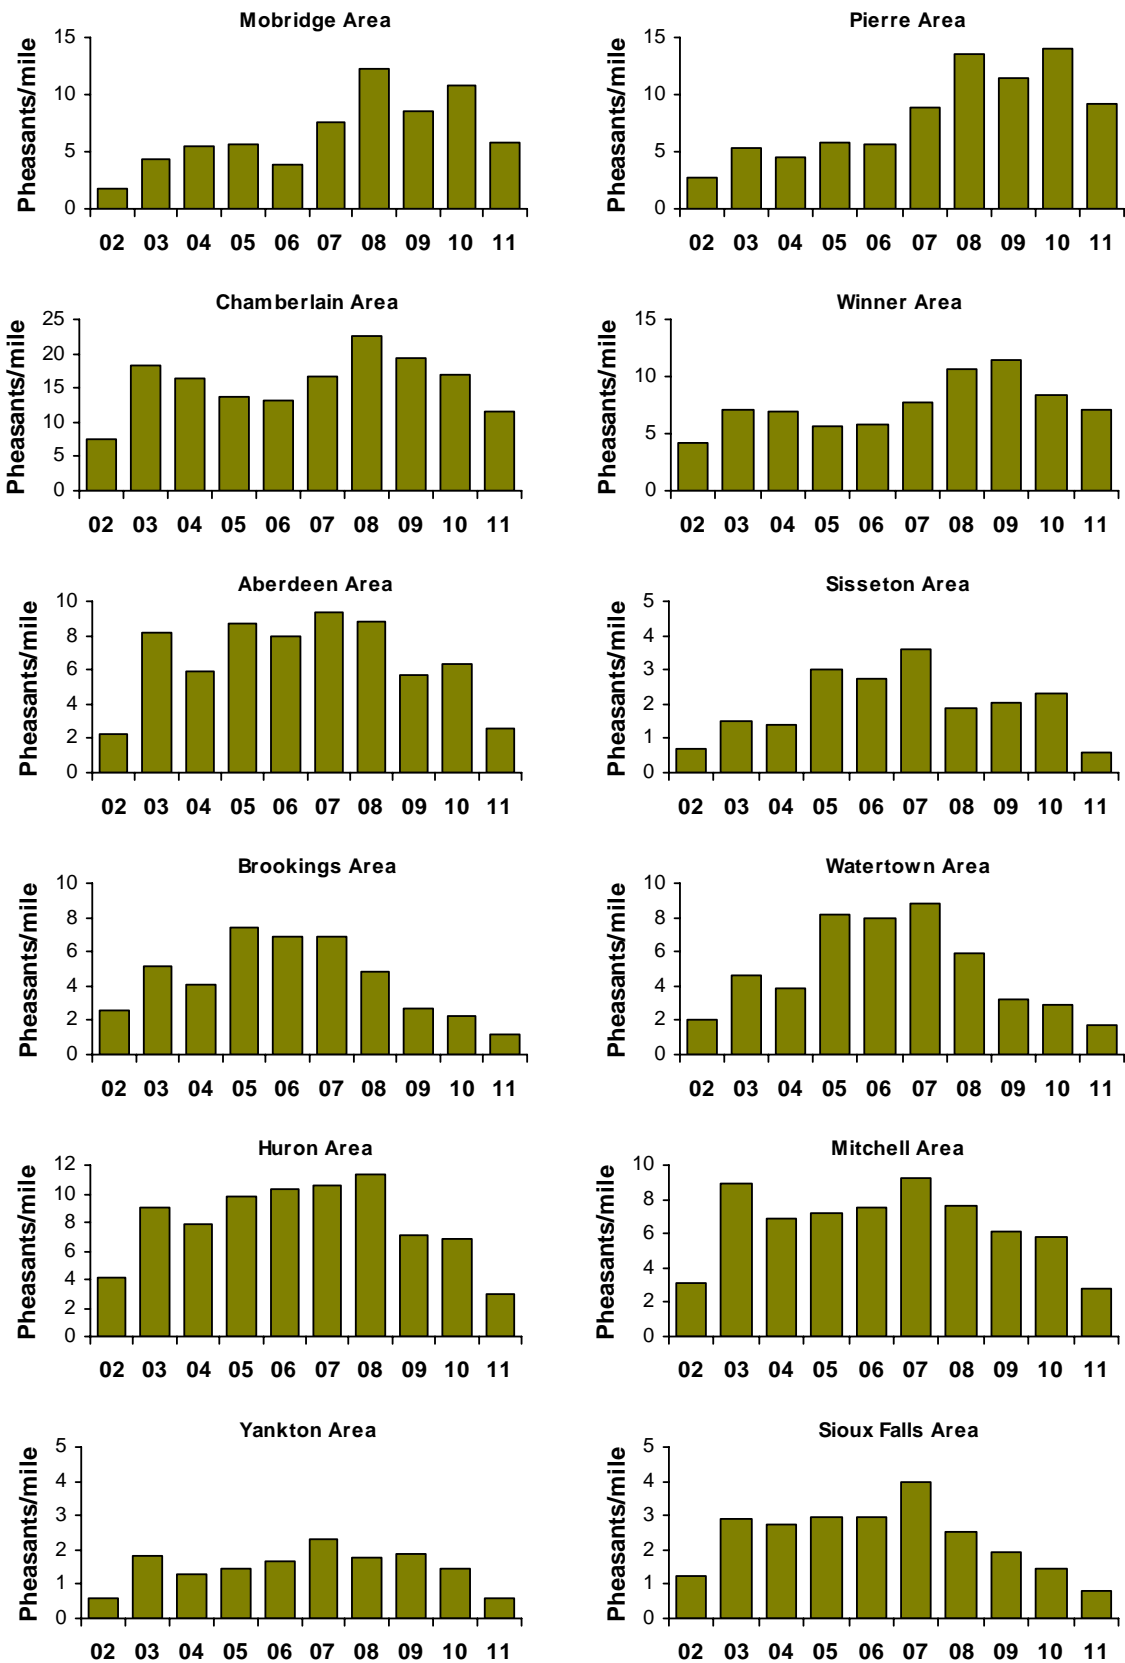 Mobridge Area
Pheasants/mile
15
10
5
0
02 03 04 05 06 07 08 09 10 11
Pierre Area
Pheasants/mile
15
10
5
0
02 03 04 05 06 07 08 09 10 11
Chamberlain Area
Pheasants/mile
25
20
15
10
5
0
02 03 04 05 06 07 08 09 10 11
Winner Area
Pheasants/mile
15
10
5
0
02 03 04 05 06 07 08 09 10 11
Aberdeen Area
Pheasants/mile
10
8
6
4
2
0
02 03 04 05 06 07 08 09 10 11
Sisseton Area
Pheasants/mile
5
4
3
2
1
0
02 03 04 05 06 07 08 09 10 11
Brookings Area
Pheasants/mile
10
8
6
4
2
0
02 03 04 05 06 07 08 09 10 11
Watertown Area
Pheasants/mile
10
8
6
4
2
0
02 03 04 05 06 07 08 09 10 11
Huron Area
Pheasants/mile
12
10
8
6
4
2
0
02 03 04 05 06 07 08 09 10 11
Mitchell Area
Pheasants/mile
10
8
6
4
2
0
02 03 04 05 06 07 08 09 10 11
Yankton Area
Pheasants/mile
5
4
3
2
1
0
02 03 04 05 06 07 08 09 10 11
Sioux Falls Area
Pheasants/mile
5
4
3
2
1
0
02 03 04 05 06 07 08 09 10 11